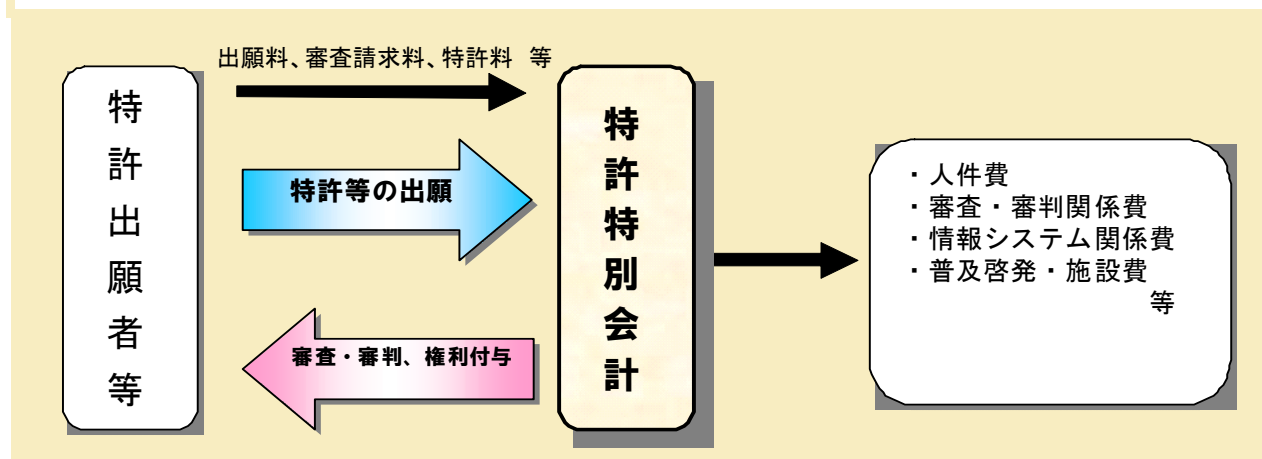 出願料、審査請求料、特許料　等
特許出願者等
特許等の出願
審査・審判、権利付与
特許特別会計
・人件費
・審査・審判関係費
・情報システム関係費
・普及啓発・施設費
等